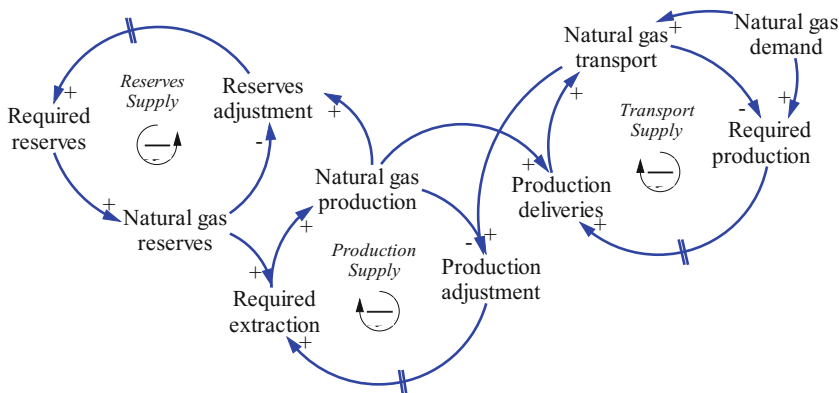 Natural gas
transport
Natural gas
demand
Reserves
Supply
Reserves
adjustment
Required
reserves
Transport
Supply
Required
production
Natural gas
production
Production
deliveries
Natural gas
reserves
Production
Supply
Production
adjustment
Required
extraction
+
+
+
+
+
-
+
-
+
+
+
+
-
+
+
+
+